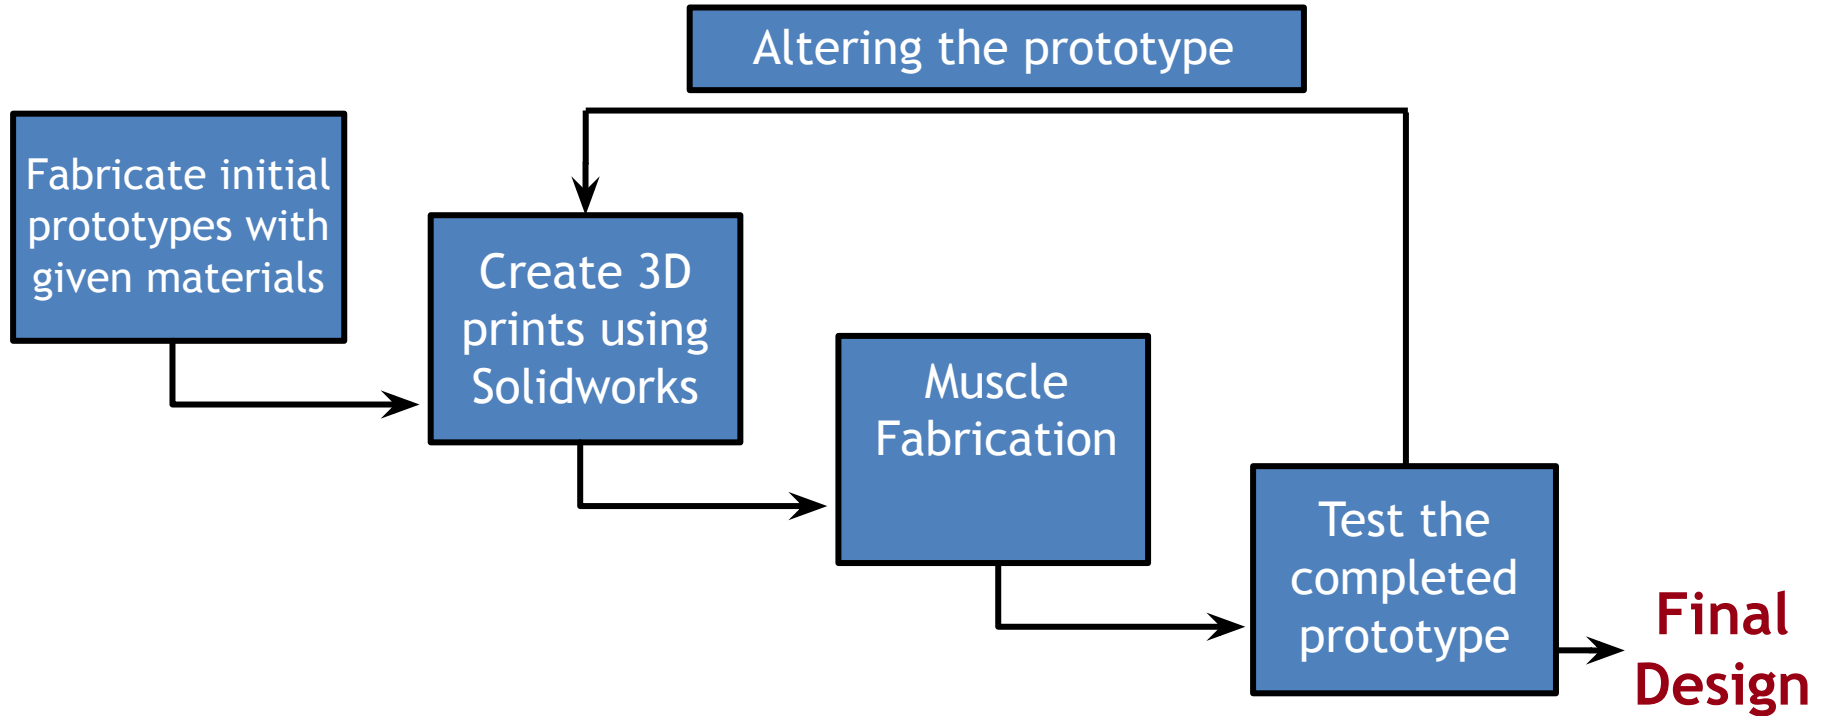 Altering the prototype
Fabricate initial
prototypes with
given materials
Create 3D
prints using
Solidworks
Muscle
Fabrication
Test the
completed
prototype
Final
Design